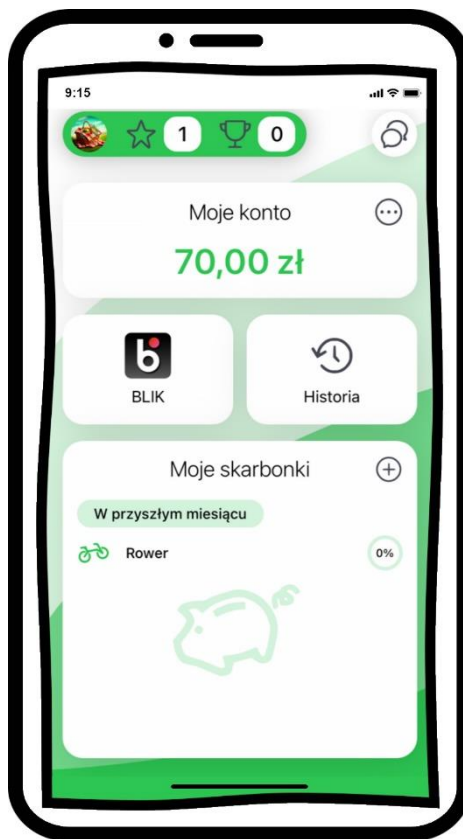 9:15
1 0
Moje konto
70,00 zł
BLIK
Historia
Moje skarbonki
W przyszłym miesiącu
Rower 0%